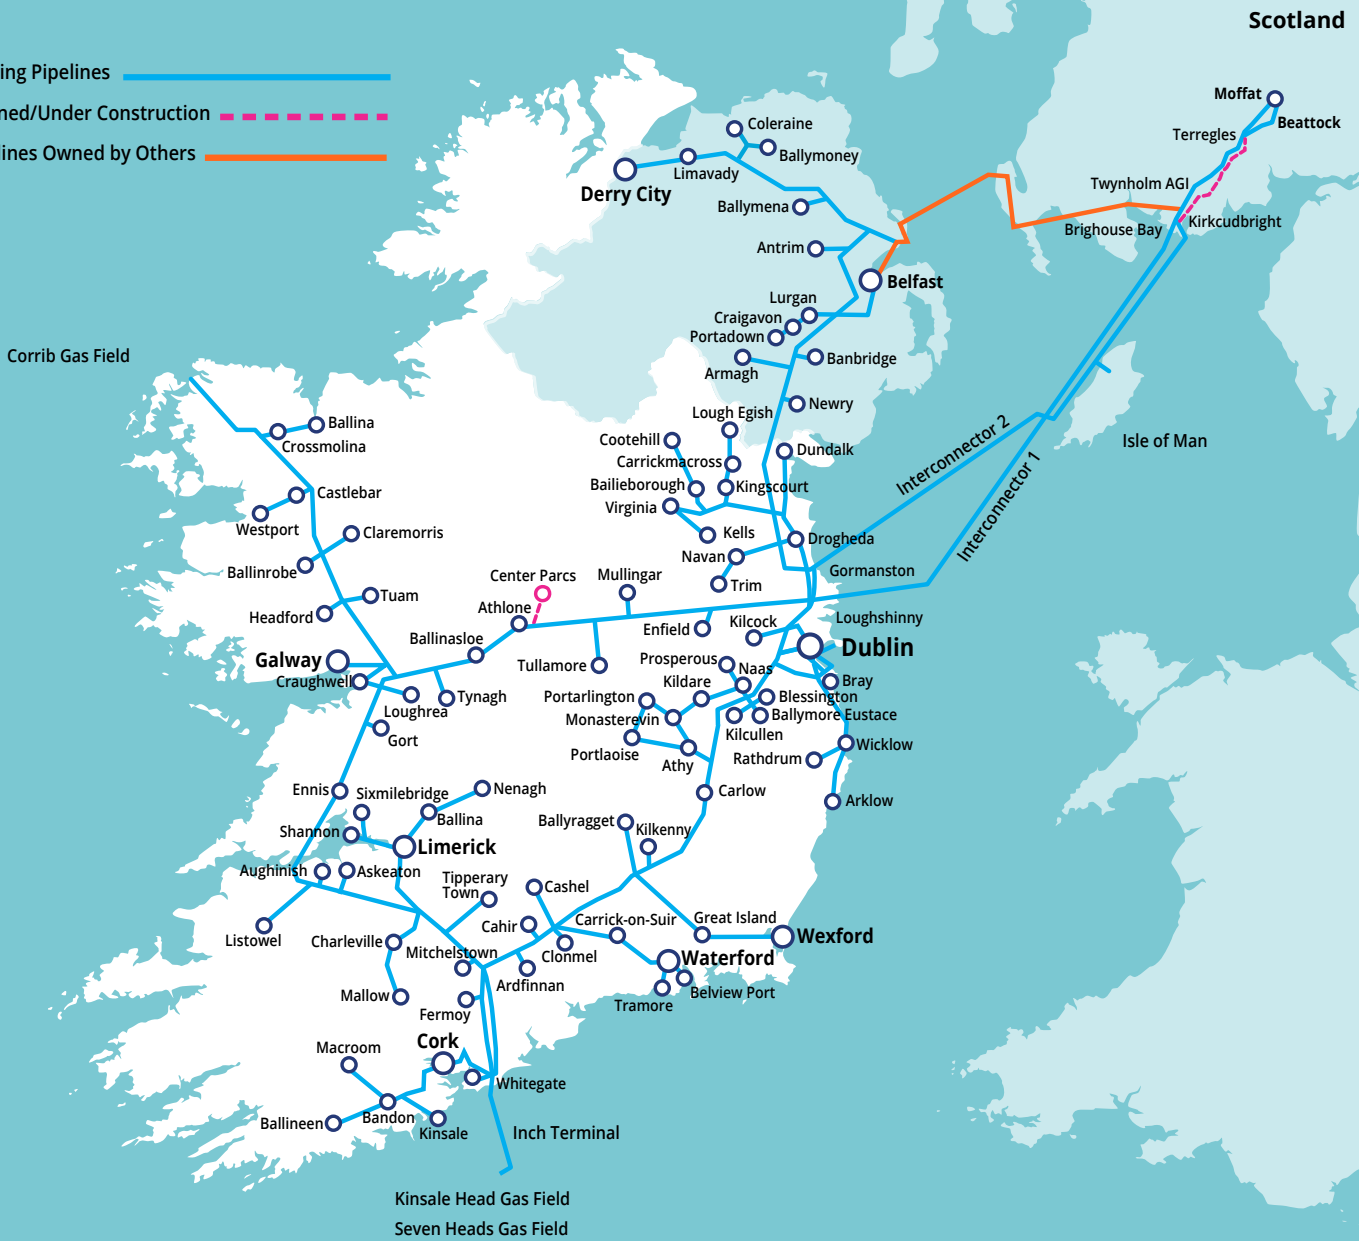 Scotland
ing Pipelines
ned/Under Construction
lines Owned by Others
Moffat
Beattock
Terregles
Twynholm AGI
Kirkcudbright
Brighouse Bay
Coleraine
Ballymoney
Limavady
Derry City
Ballymena
Antrim
Belfast
Lurgan
Craigavon
Portadown
Banbridge
Armagh
Newry
Corrib Gas Field
Ballina
Crossmolina
Castlebar
Westport
Claremorris
Ballinrobe
Tuam
Headford
Lough Egish
Cootehill
Carrickmacross
Dundalk
Bailieborough
Kingscourt
Virginia
Kells
Drogheda
Navan
Trim
Gormanston
Interconnector 2
Interconnector 1
Isle of Man
Center Parcs
Mullingar
Athlone
Enfield
Kilcock
Loughshinny
Ballinasloe
Tullamore
Dublin
Galway
Craughwell
Loughrea
Tynagh
Gort
Prosperous
Naas
Kildare
Bray
Portarlington
Blessington
Monasterevin
Ballymore Eustace
Kilcullen
Portlaoise
Athy
Rathdrum
Wicklow
Carlow
Arklow
Ennis
Sixmilebridge
Nenagh
Ballina
Shannon
Limerick
Ballyragget
Kilkenny
Aughinish
Askeaton
Tipperary
Town
Cashel
Listowel
Charleville
Cahir
Carrick-on-Suir
Great Island
Wexford
Mitchelstown
Clonmel
Waterford
Ardfinnan
Belview Port
Tramore
Mallow
Fermoy
Cork
Macroom
Whitegate
Ballineen
Bandon
Kinsale
Inch Terminal
Kinsale Head Gas Field
Seven Heads Gas Field